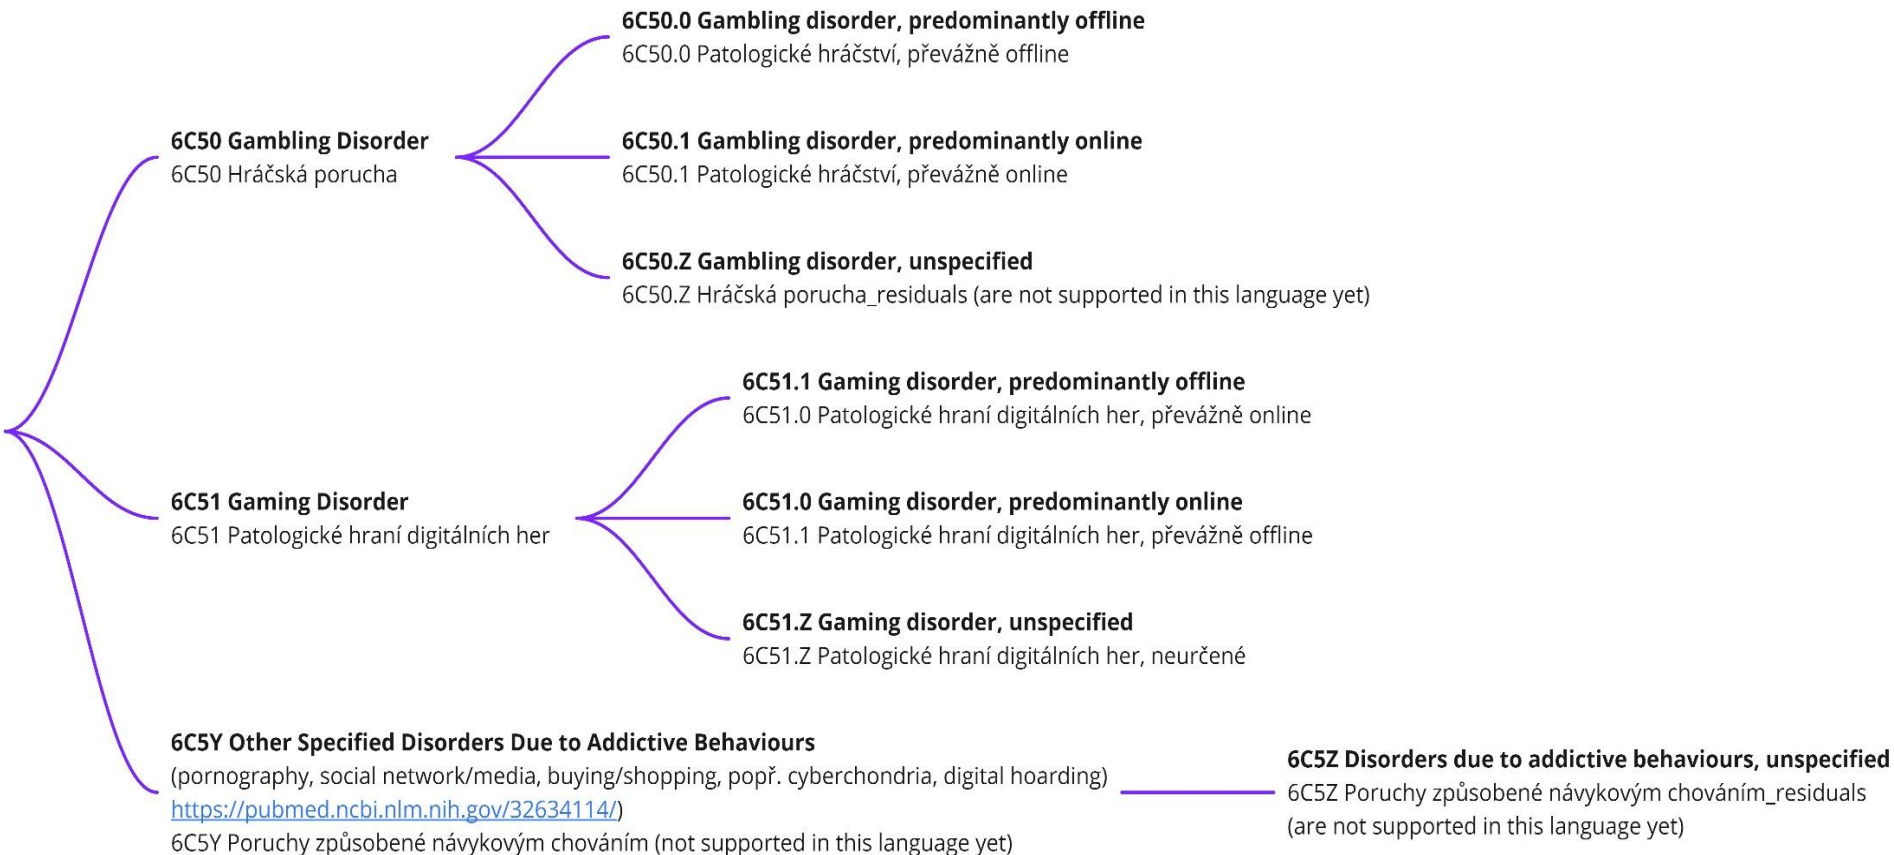 6C50.0 Gambling disorder, predominantly offline
6C50.0 Patologické hráčství, převážně offline
6C50 Gambling Disorder
6C50 Hráčská porucha
6C50.1 Gambling disorder, predominantly online
6C50.1 Patologické hráčství, převážně online
6C50.Z Gambling disorder, unspecified
6C50.Z Hráčská porucha_residuals (are not supported in this language yet)
6C51.1 Gaming disorder, predominantly offline
6C51.0 Patologické hraní digitálních her, převážně online
6C51 Gaming Disorder
6C51 Patologické hraní digitálních her
6C51.0 Gaming disorder, predominantly online
6C51.1 Patologické hraní digitálních her, převážně offline
6C51.Z Gaming disorder, unspecified
6C51.Z Patologické hraní digitálních her, neurčené
6C5Y Other Specified Disorders Due to Addictive Behaviours
(pornography, social network/media, buying/shopping, popř. cyberchondria, digital hoarding)
https://pubmed.ncbi.nlm.nih.gov/32634114/)
6C5Y Poruchy způsobené návykovým chováním (not supported in this language yet)
6C5Z Disorders due to addictive behaviours, unspecified
6C5Z Poruchy způsobené návykovým chováním_residuals
(are not supported in this language yet)